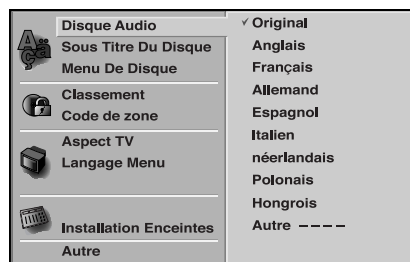 Disque Audio
Sous Titre Du Disque
Menu De Disque
Classement
Code de zone
Aspect TV
Langage Menu
Installation Enceintes
Autre
✓ Original
Anglais
Français
Allemand
Espagnol
Italien
néerlandais
Polonais
Hongrois
Autre – – – –